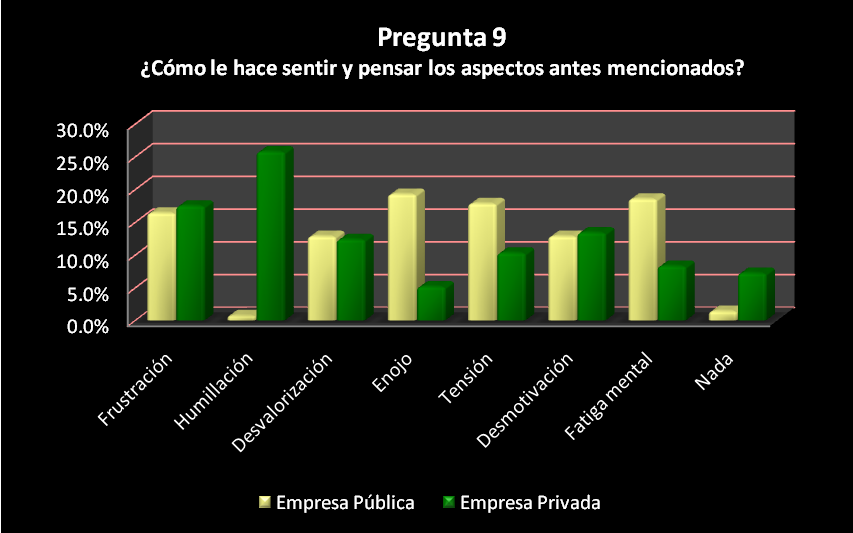 Pregunta 9
¿Cómo le hace sentir y pensar los aspectos antes mencionados?
30.0%
25.0%
20.0%
15.0%
10.0%
5.0%
0.0%
Frustración
Humillación
Desvalorización
Enojo
Tensión
Desmotivación
Fatiga mental
Nada
Empresa Pública
Empresa Privada